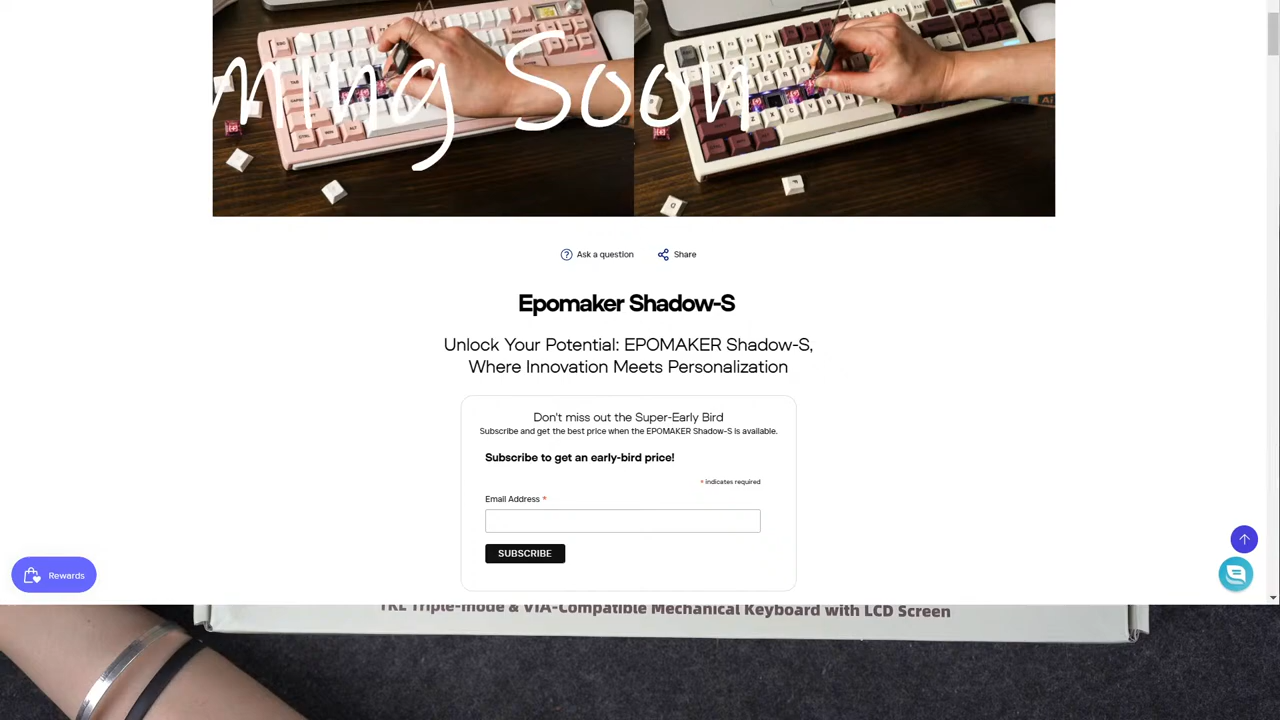 ming Soon
Ask a question
Share
Epomaker Shadow-S
Unlock Your Potential: EPOMAKER Shadow-S,
Where Innovation Meets Personalization
Don't miss out the Super-Early Bird
Subscribe and get the best price when the EPOMAKER Shadow-S is available.
Subscribe to get an early-bird price!
* indicates required
Email Address *
SUBSCRIBE
Rewards
TKL Triple-mode & VIA-Compatible Mechanical Keyboard with LCD Screen